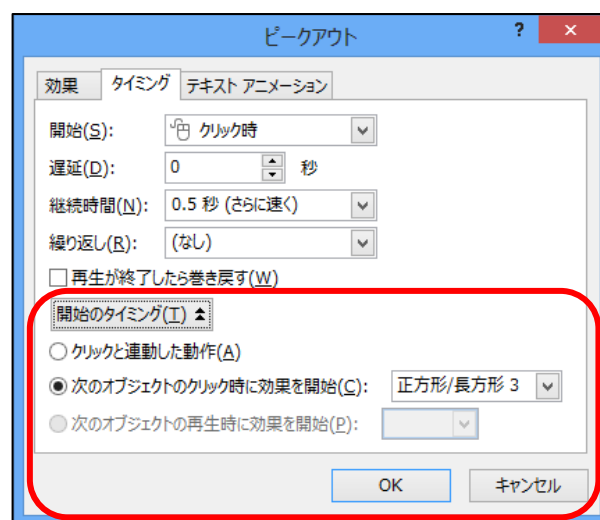 ピークアウト ? ×
効果 タイミング テキスト アニメーション
開始(S): クリック時
遅延(D): 0 秒
継続時間(N): 0.5 秒 (さらに速く)
繰り返し(R): (なし)
再生が終了したら巻き戻す(W)
開始のタイミング(T)
クリックと連動した動作(A)
次のオブジェクトのクリック時に効果を開始(C): 正方形/長方形 3
次のオブジェクトの再生時に効果を開始(P):
OK キャンセル